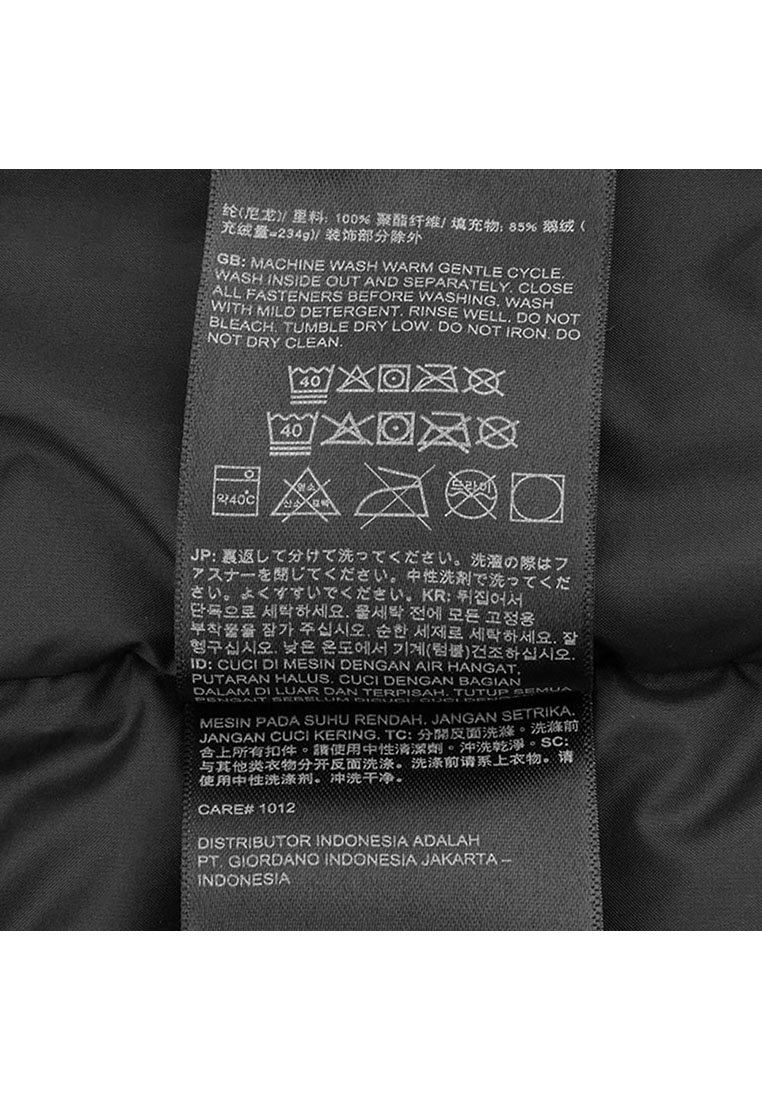 纶(尼龙)/ 里料: 100% 聚酯纤维/ 填充物: 85% 鹅绒 (
充绒量=234g)/ 装饰部分除外
GB: MACHINE WASH WARM GENTLE CYCLE.
WASH INSIDE OUT AND SEPARATELY. CLOSE
ALL FASTENERS BEFORE WASHING. WASH
WITH MILD DETERGENT. RINSE WELL. DO NOT
BLEACH. TUMBLE DRY LOW. DO NOT IRON. DO
NOT DRY CLEAN.
40
40
약40℃ 염소 산소 표백 드라이
JP: 裏返して分けて洗ってください。洗濯の際はフ
ァスナーを閉じてください。中性洗剤で洗ってくだ
さい。よくすすいでください。KR: 뒤집어서
단독으로 세탁하세요. 물세탁 전에 모든 고정용
부착물을 잠가 주십시오. 순한 세제로 세탁하세요. 잘
헹구십시오. 낮은 온도에서 기계(텀블)건조하십시오.
ID: CUCI DI MESIN DENGAN AIR HANGAT,
PUTARAN HALUS. CUCI DENGAN BAGIAN
DALAM DI LUAR DAN TERPISAH. TUTUP SEMUA
PENGAIT SEBELUM DICUCI. CUCI
MESIN PADA SUHU RENDAH. JANGAN SETRIKA.
JANGAN CUCI KERING. TC: 分開反面洗滌。洗滌前
合上所有扣件。請使用中性清潔劑。沖洗乾淨。SC:
与其他类衣物分开反面洗涤。洗涤前请系上衣物。请
使用中性洗涤剂。冲洗干净。
CARE# 1012
DISTRIBUTOR INDONESIA ADALAH
PT. GIORDANO INDONESIA JAKARTA –
INDONESIA